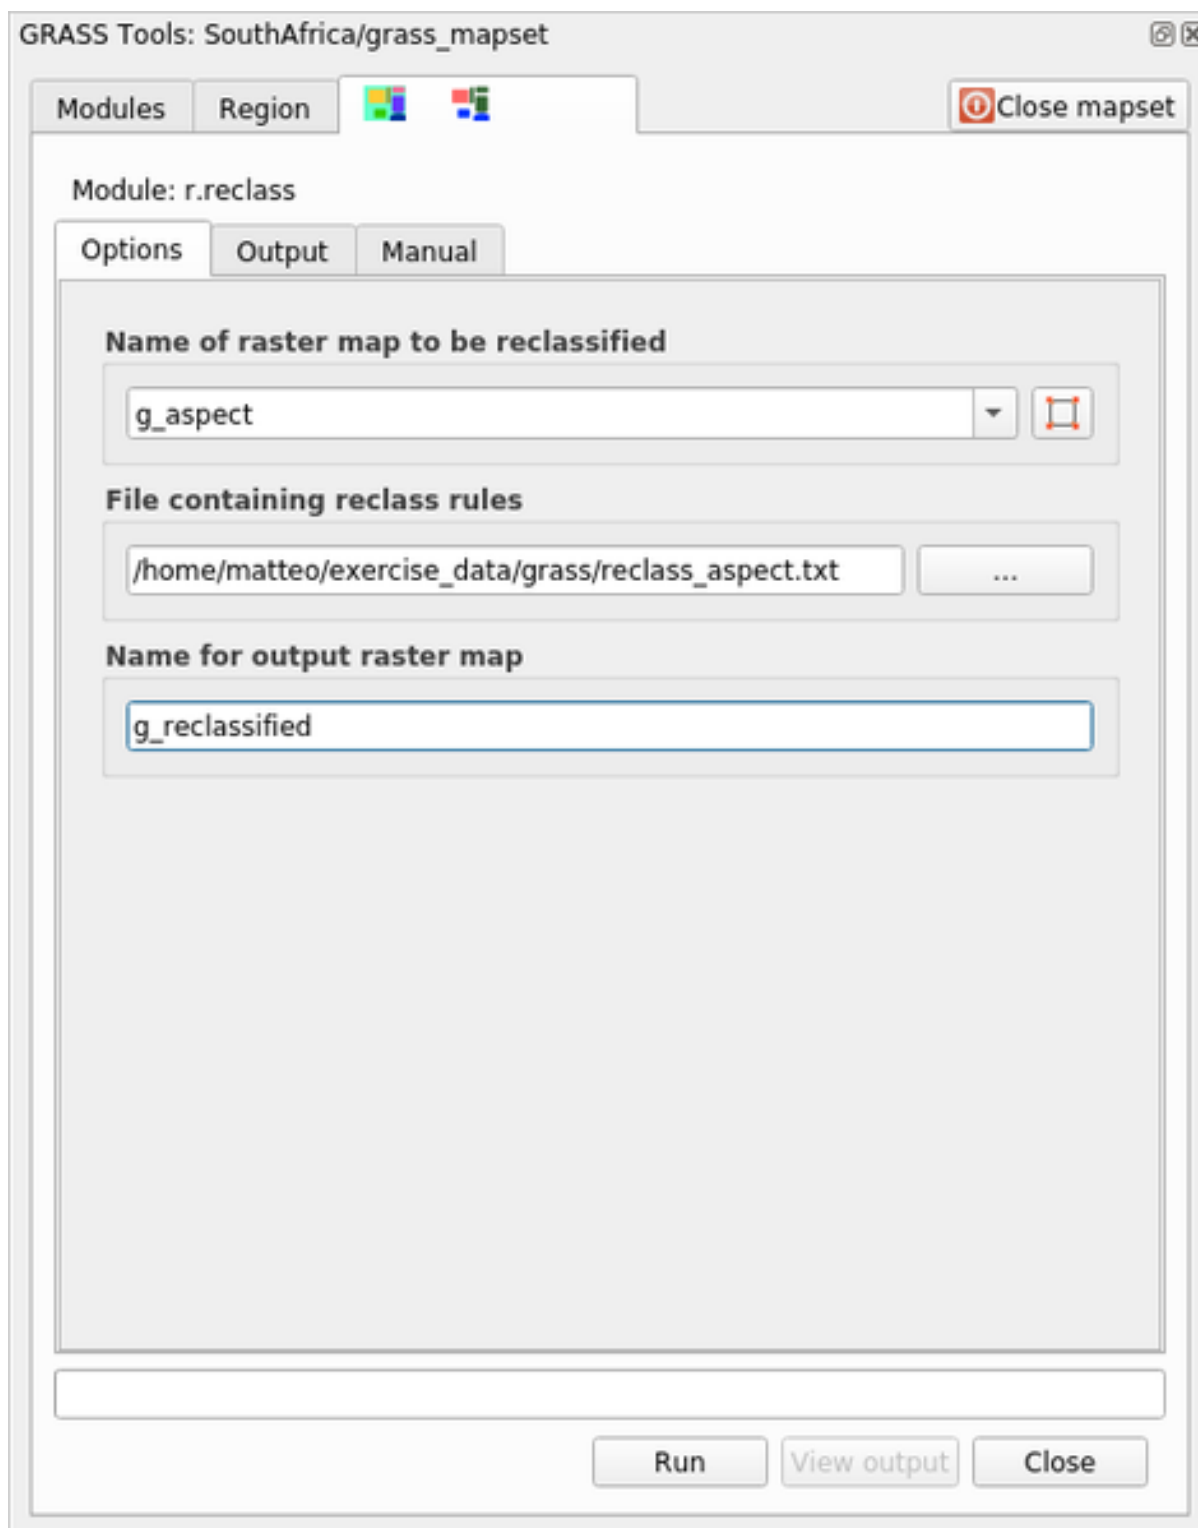 GRASS Tools: SouthAfrica/grass_mapset
Modules Region Close mapset
Module: r.reclass
Options Output Manual
Name of raster map to be reclassified
g_aspect
File containing reclass rules
/home/matteo/exercise_data/grass/reclass_aspect.txt ...
Name for output raster map
g_reclassified
Run View output Close